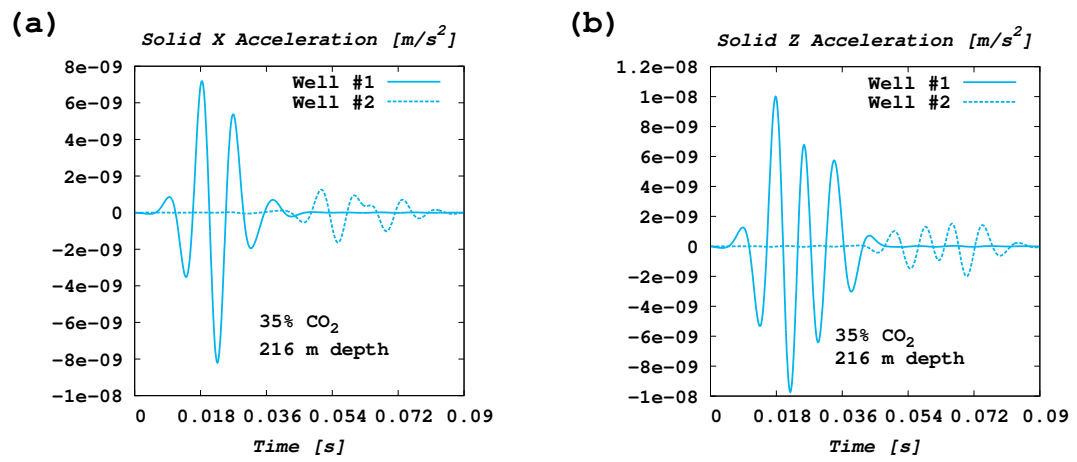 (a)
Solid X Acceleration [m/s²]
8e−09
6e−09
4e−09
2e−09
0
−2e−09
−4e−09
−6e−09
−8e−09
−1e−08
Well #1
Well #2
35% CO₂
216 m depth
0 0.018 0.036 0.054 0.072 0.09
Time [s]
(b)
Solid Z Acceleration [m/s²]
1.2e−08
1e−08
8e−09
6e−09
4e−09
2e−09
0
−2e−09
−4e−09
−6e−09
−8e−09
−1e−08
Well #1
Well #2
35% CO₂
216 m depth
0 0.018 0.036 0.054 0.072 0.09
Time [s]